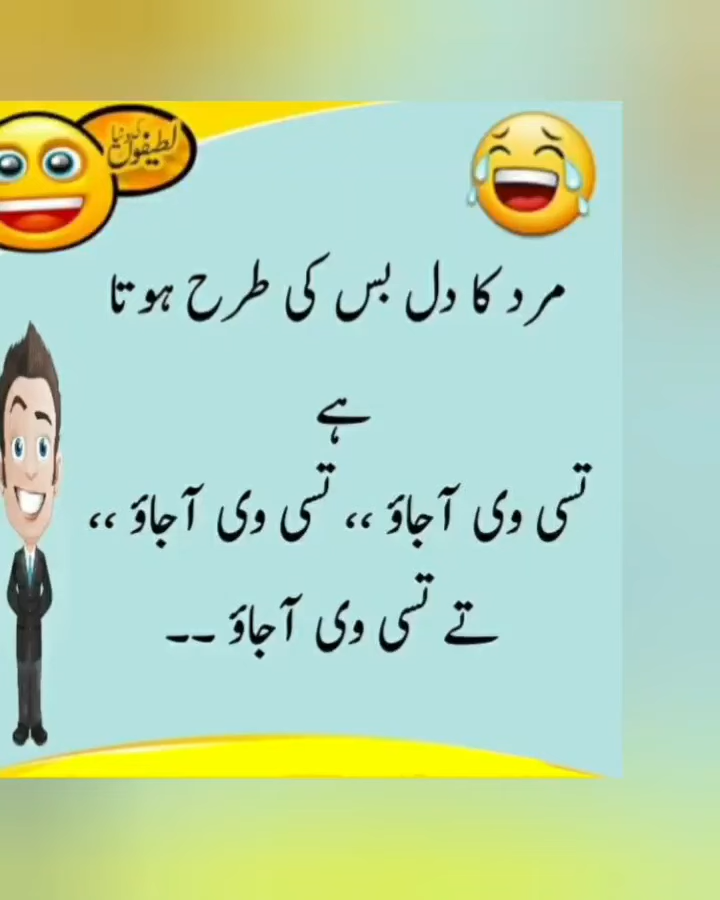 لطیفوں کی دنیا
مرد کا دل بس کی طرح ہوتا
ہے
تسی وی آجاؤ ،، تسی وی آجاؤ ،،
تے تسی وی آجاؤ ۔۔